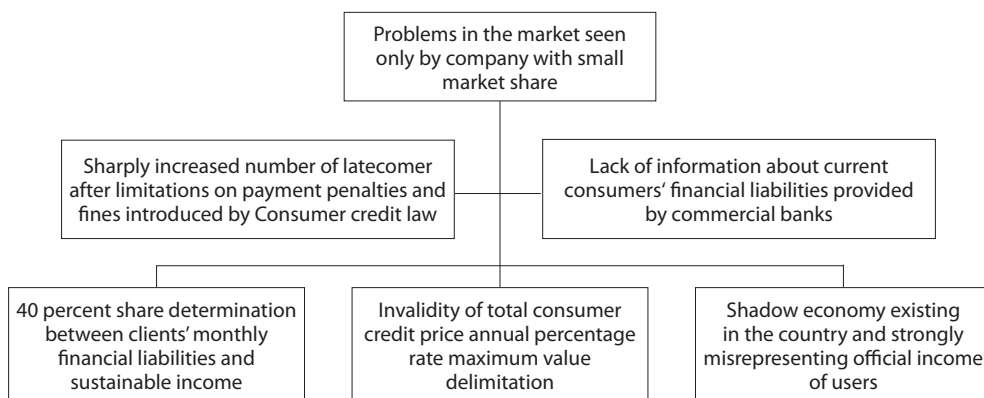 Problems in the market seen
only by company with small
market share
Sharply increased number of latecomer
after limitations on payment penalties and
fines introduced by Consumer credit law
Lack of information about current
consumers‘ financial liabilities provided
by commercial banks
40 percent share determination
between clients’ monthly
financial liabilities and
sustainable income
Invalidity of total consumer
credit price annual percentage
rate maximum value
delimitation
Shadow economy existing
in the country and strongly
misrepresenting official income
of users